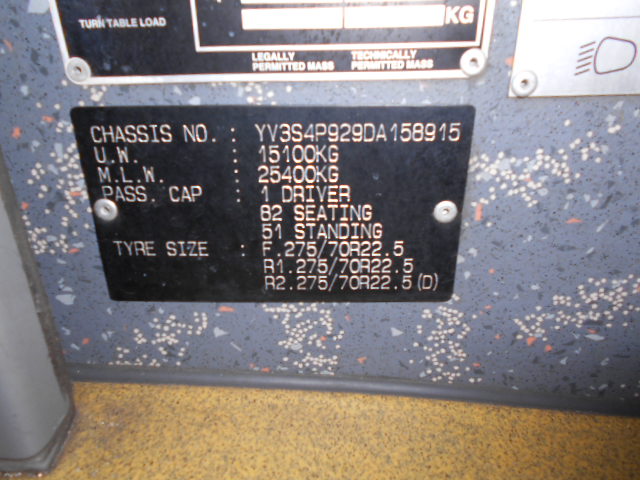 KG
TURN TABLE LOAD
LEGALLY PERMITTED MASS
TECHNICALLY PERMITTED MASS
CHASSIS NO. : YV3S4P929DA158915
U.W. : 15100KG
M.L.W. : 25400KG
PASS. CAP : 1 DRIVER
82 SEATING
51 STANDING
TYRE SIZE : F.275/70R22.5
R1.275/70R22.5
R2.275/70R22.5(D)